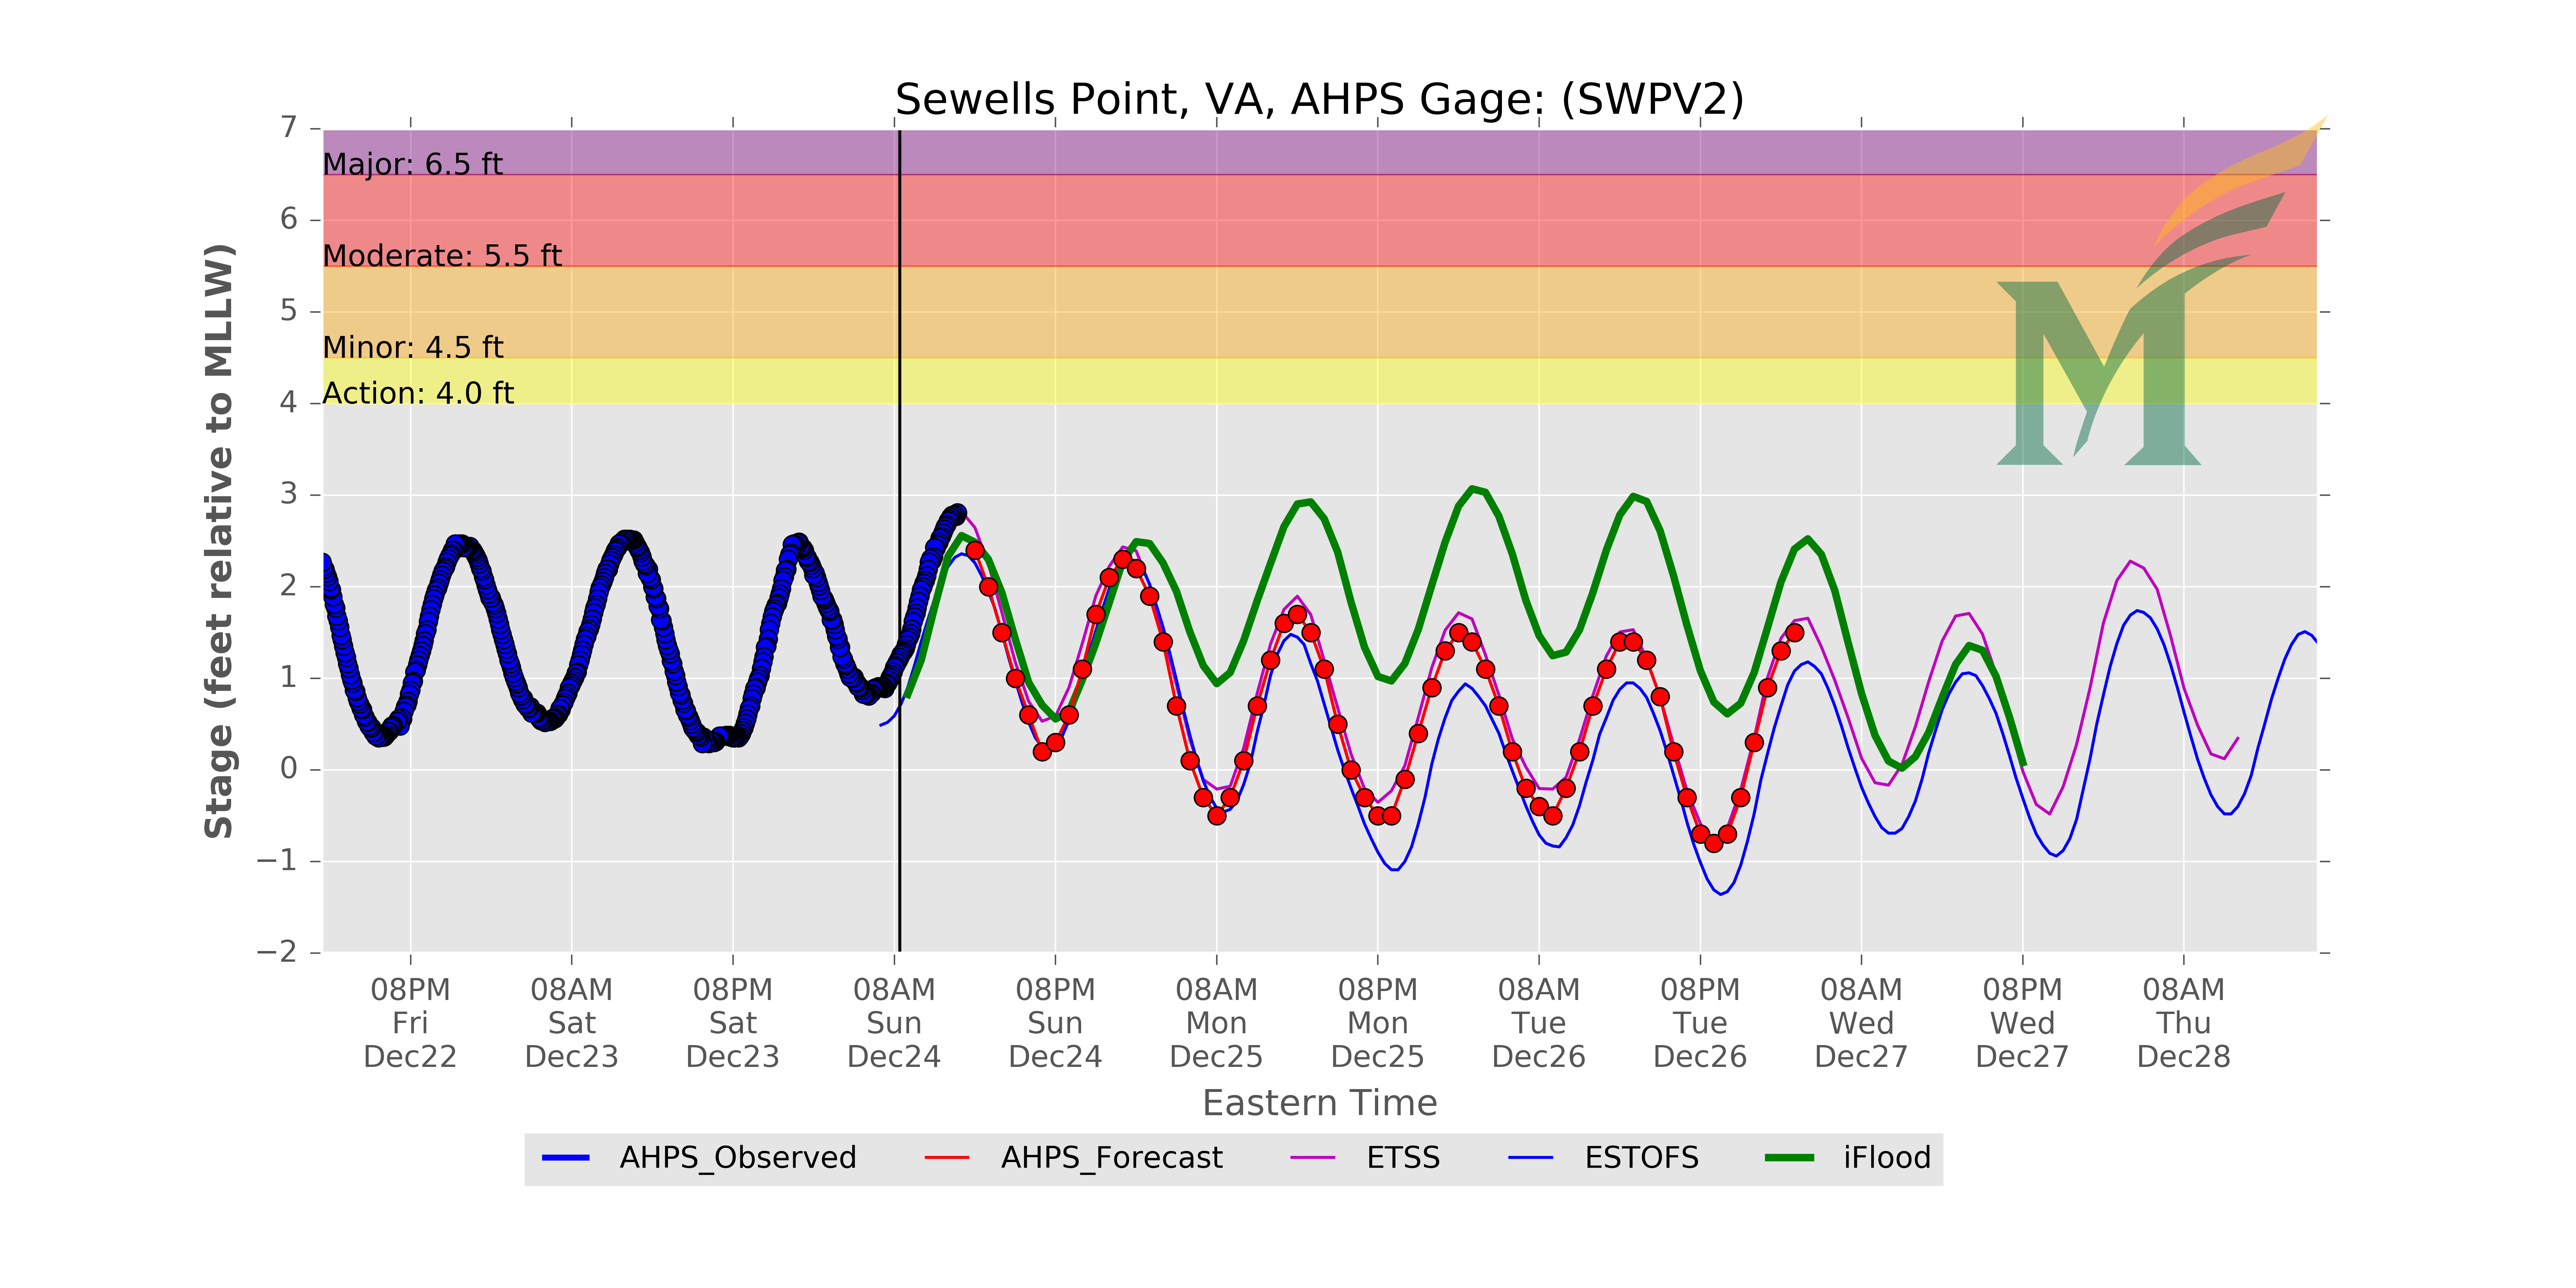 Sewells Point, VA, AHPS Gage: (SWPV2)
7
Major: 6.5 ft
6
Moderate: 5.5 ft
5
Minor: 4.5 ft
Action: 4.0 ft
4
3
2
1
0
−1
−2
Stage (feet relative to MLLW)
M
08PM 08AM 08PM 08AM 08PM 08AM 08PM 08AM 08PM 08AM 08PM 08AM
Fri Sat Sat Sun Sun Mon Mon Tue Tue Wed Wed Thu
Dec22 Dec23 Dec23 Dec24 Dec24 Dec25 Dec25 Dec26 Dec26 Dec27 Dec27 Dec28
Eastern Time
AHPS_Observed AHPS_Forecast ETSS ESTOFS iFlood